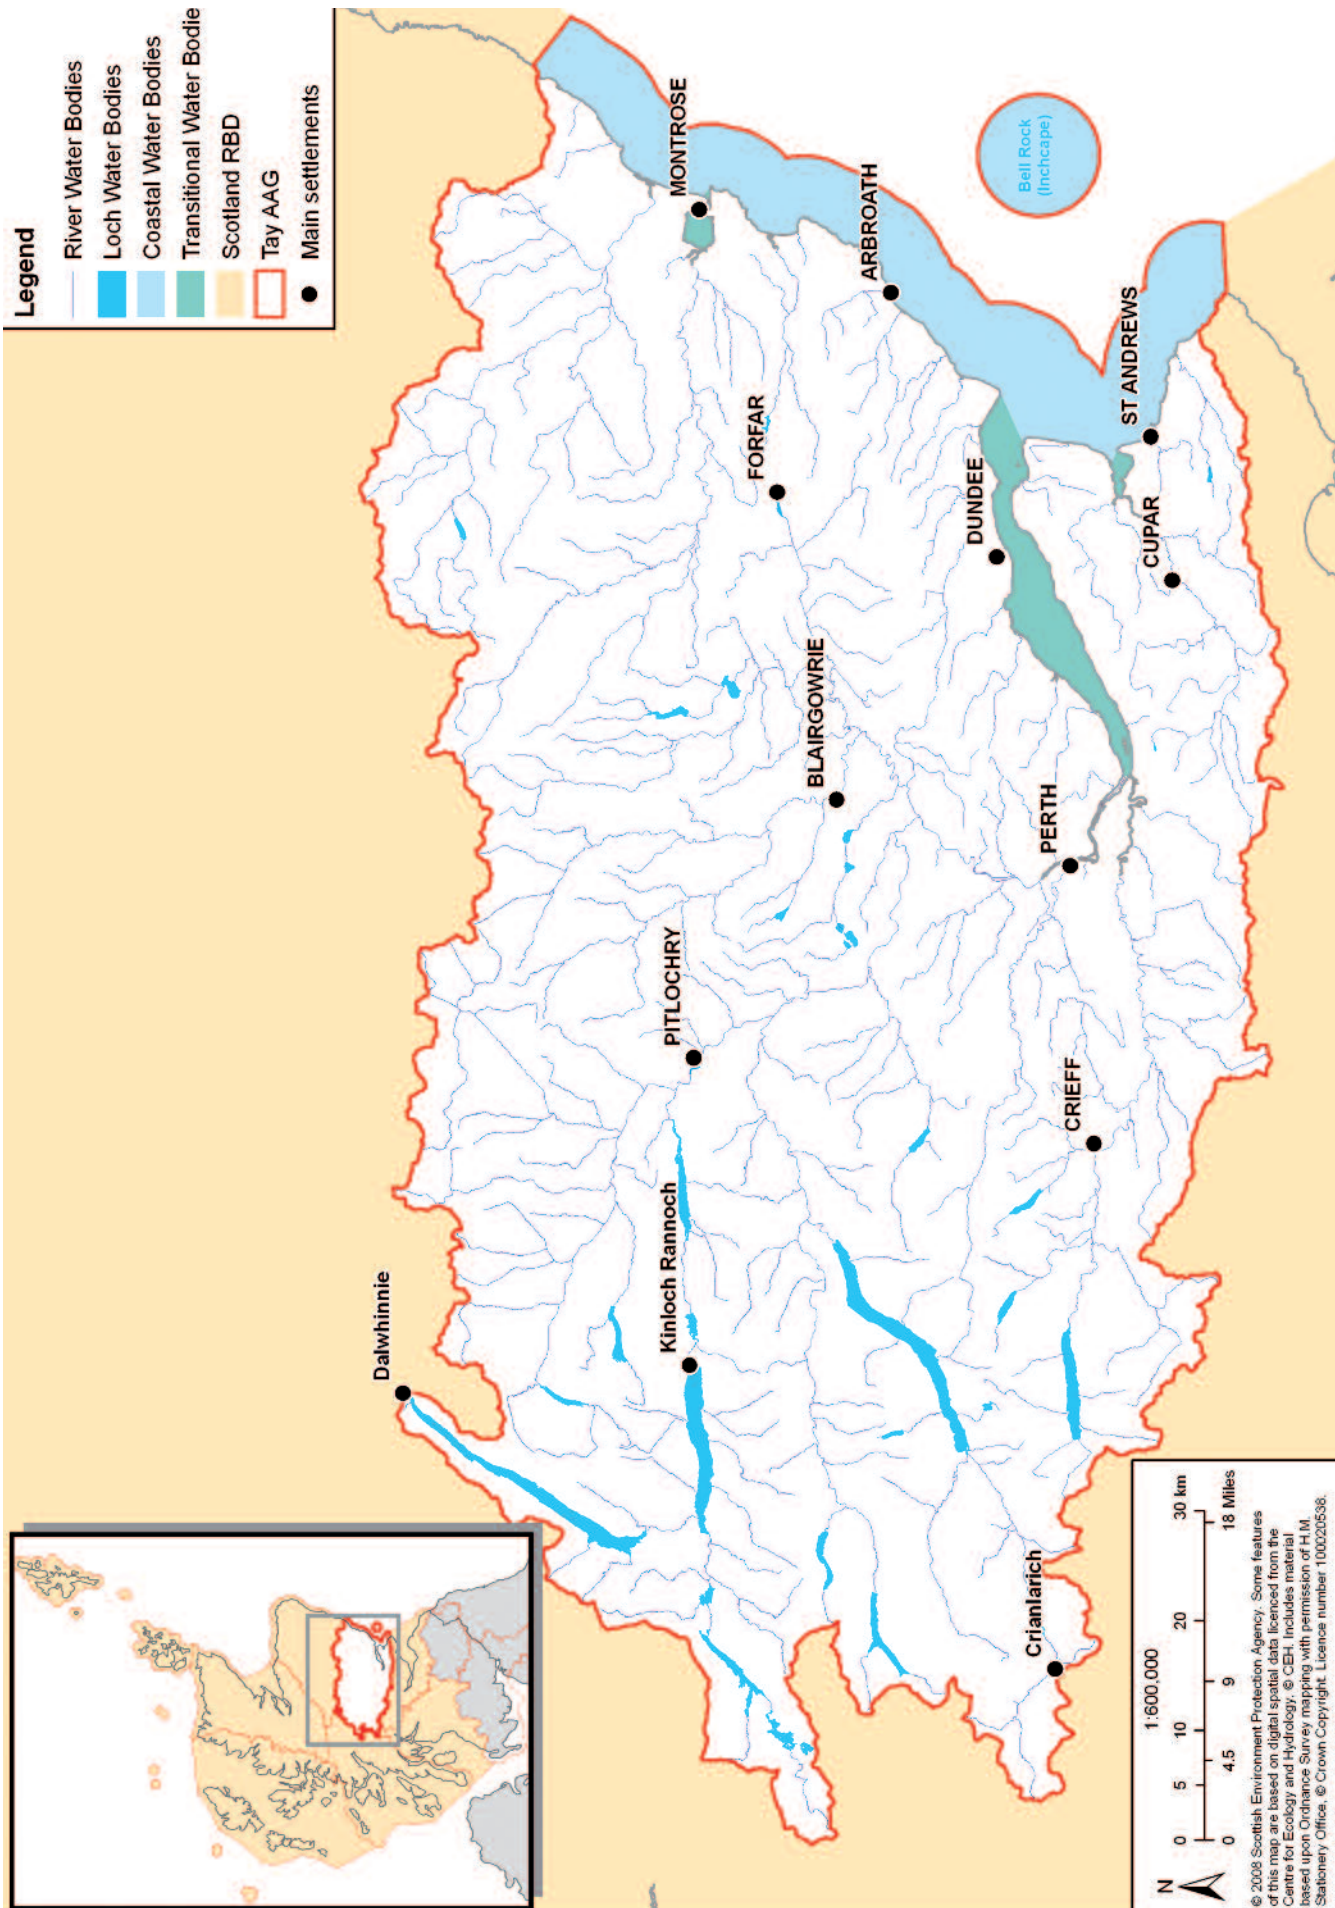 Legend
River Water Bodies
Loch Water Bodies
Coastal Water Bodies
Transitional Water Bodie
Scotland RBD
Tay AAG
Main settlements
Dalwhinnie
Kinloch Rannoch
PITLOCHRY
BLAIRGOWRIE
FORFAR
MONTROSE
ARBROATH
Bell Rock
(Inchcape)
DUNDEE
PERTH
CRIEFF
Crianlarich
CUPAR
ST ANDREWS
N
1:600,000
0 5 10 20 30 km
0 4.5 9 18 Miles
© 2008 Scottish Environment Protection Agency. Some features
of this map are based on digital spatial data licenced from the
Centre for Ecology and Hydrology, © CEH. Includes material
based upon Ordnance Survey mapping with permission of H.M.
Stationery Office, © Crown Copyright. Licence number 100020538.